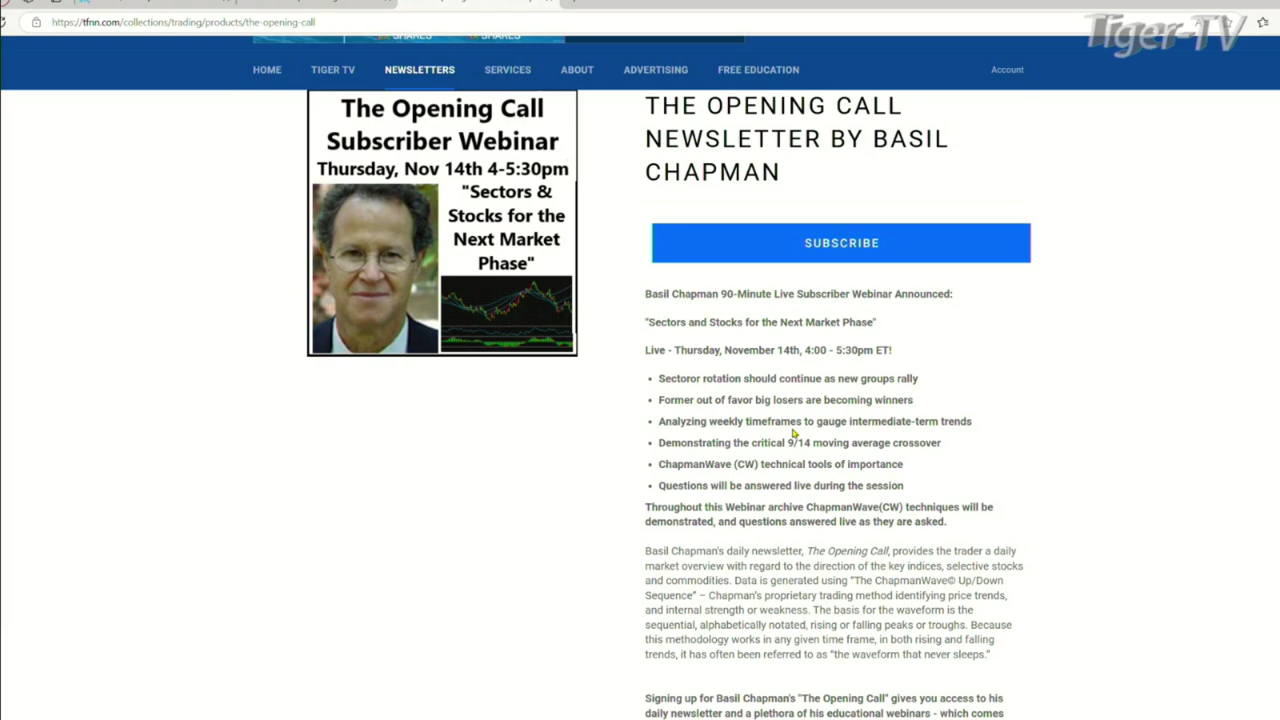 https://tfnn.com/collections/trading/products/the-opening-call
Tiger-TV
SHARES
SHARES
HOME
TIGER TV
NEWSLETTERS
SERVICES
ABOUT
ADVERTISING
FREE EDUCATION
Account
The Opening Call
Subscriber Webinar
Thursday, Nov 14th 4-5:30pm
"Sectors &
Stocks for the
Next Market
Phase"
THE OPENING CALL
NEWSLETTER BY BASIL
CHAPMAN
SUBSCRIBE
Basil Chapman 90-Minute Live Subscriber Webinar Announced:
"Sectors and Stocks for the Next Market Phase"
Live - Thursday, November 14th, 4:00 - 5:30pm ET!
• Sectoror rotation should continue as new groups rally
• Former out of favor big losers are becoming winners
• Analyzing weekly timeframes to gauge intermediate-term trends
• Demonstrating the critical 9/14 moving average crossover
• ChapmanWave (CW) technical tools of importance
• Questions will be answered live during the session
Throughout this Webinar archive ChapmanWave(CW) techniques will be
demonstrated, and questions answered live as they are asked.
Basil Chapman's daily newsletter, The Opening Call, provides the trader a daily
market overview with regard to the direction of the key indices, selective stocks
and commodities. Data is generated using “The ChapmanWave© Up/Down
Sequence” – Chapman’s proprietary trading method identifying price trends,
and internal strength or weakness. The basis for the waveform is the
sequential, alphabetically notated, rising or falling peaks or troughs. Because
this methodology works in any given time frame, in both rising and falling
trends, it has often been referred to as “the waveform that never sleeps.”
Signing up for Basil Chapman's "The Opening Call" gives you access to his
daily newsletter and a plethora of his educational webinars - which comes